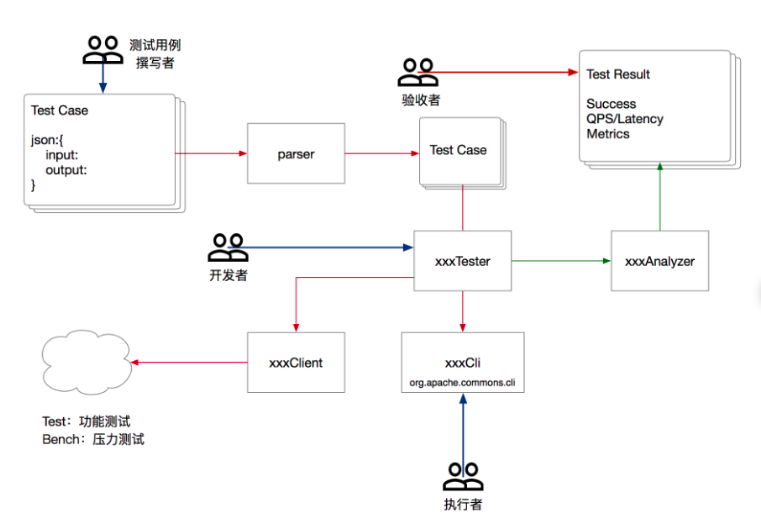 测试用例
撰写者
Test Case
json:{
input:
output:
}
parser
验收者
Test Case
Test Result
Success
QPS/Latency
Metrics
开发者
xxxTester
xxxAnalyzer
xxxClient
xxxCli
org.apache.commons.cli
Test：功能测试
Bench：压力测试
执行者